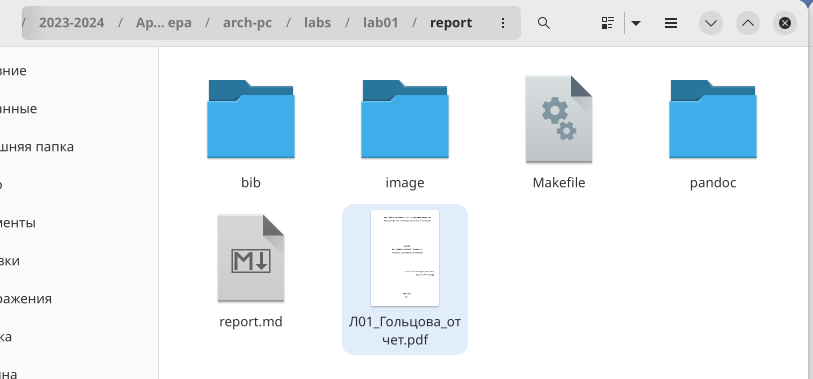 / 2023-2024 / Ар... ера / arch-pc / labs / lab01 / report
вние
анные
шняя папка
о
менты
зки
ражения
ка
ина
bib
image
Makefile
pandoc
M
report.md
Л01_Гольцова_от
чет.pdf